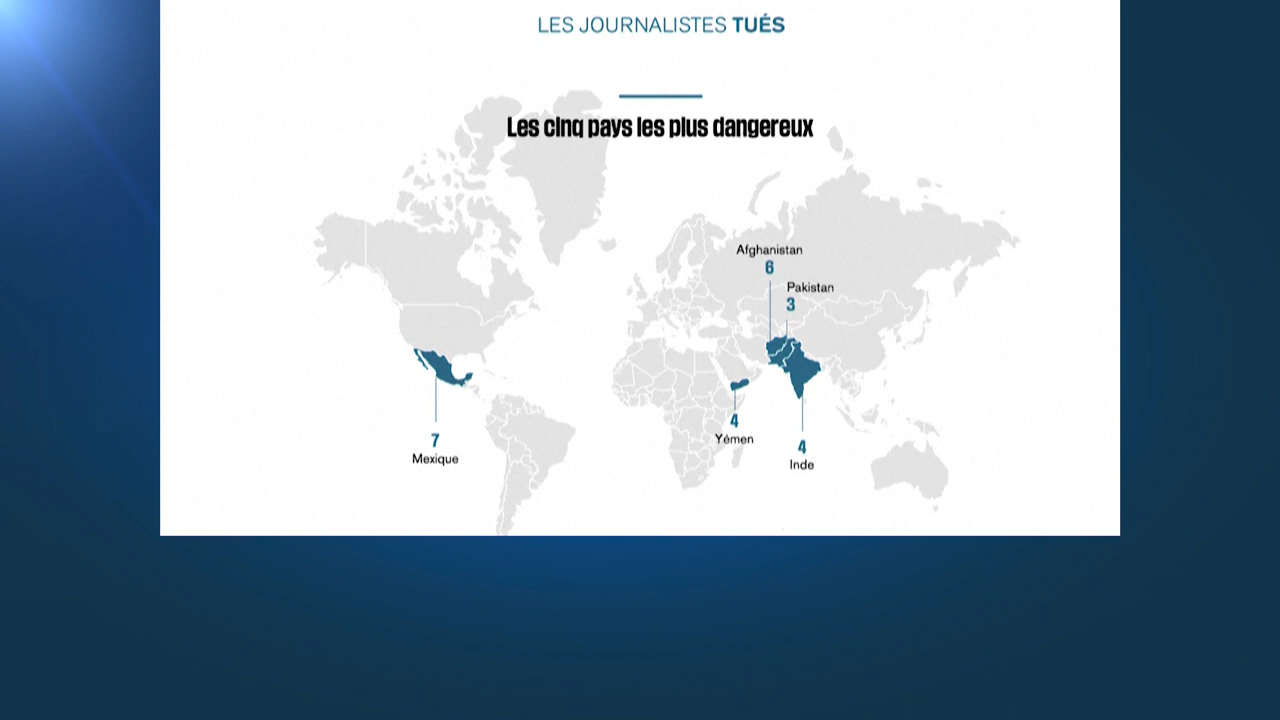 LES JOURNALISTES TUÉS
Les cinq pays les plus dangereux
Afghanistan
6
Pakistan
3
7
Mexique
4
Yémen
4
Inde